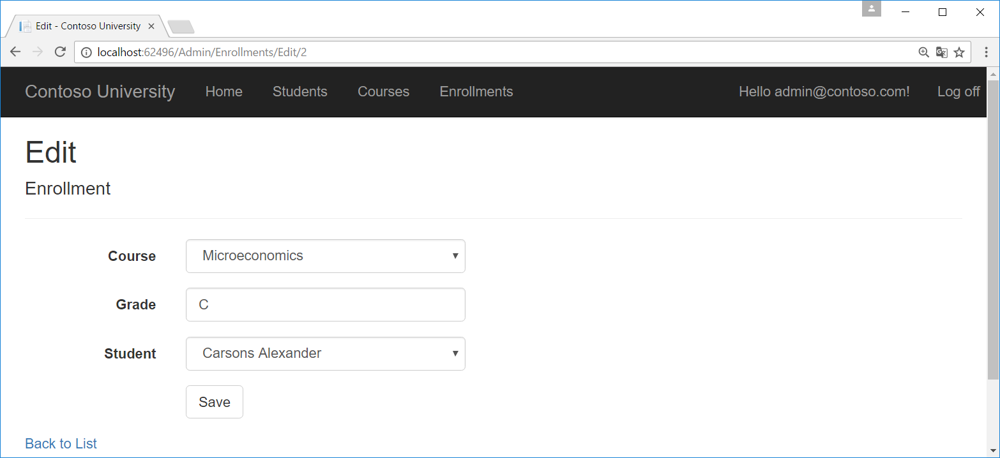 Edit - Contoso University
localhost:62496/Admin/Enrollments/Edit/2
Contoso University Home Students Courses Enrollments Hello admin@contoso.com! Log off
Edit
Enrollment
Course Microeconomics
Grade C
Student Carsons Alexander
Save
Back to List